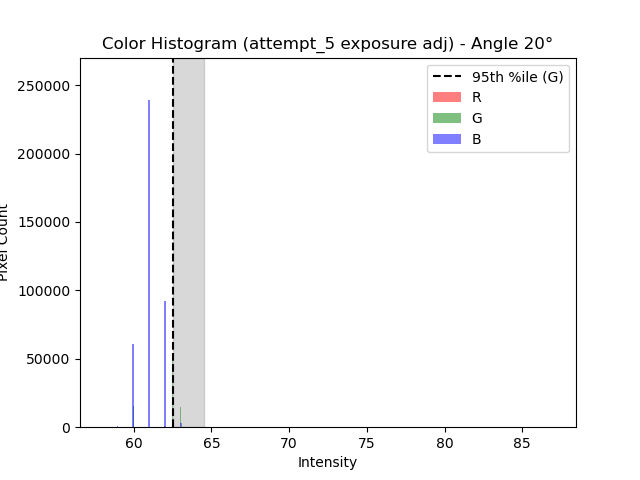 Color Histogram (attempt_5 exposure adj) - Angle 20°
95th %ile (G)
R
G
B
250000
200000
150000
100000
50000
0
Pixel Count
60 65 70 75 80 85
Intensity